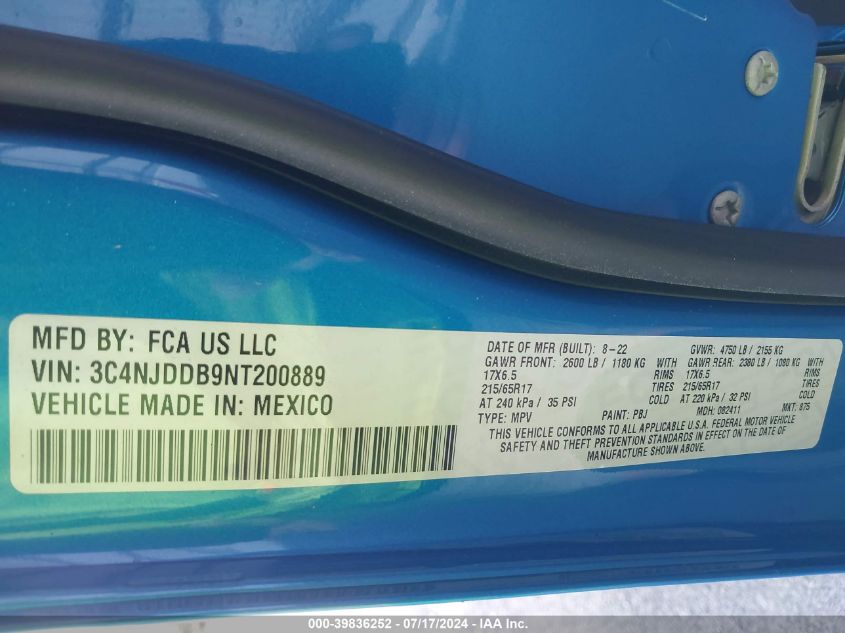 MFD BY: FCA US LLC
VIN: 3C4NJDDB9NT200889
VEHICLE MADE IN: MEXICO
DATE OF MFR (BUILT): 8-22 GVWR: 4750 LB / 2155 KG
GAWR FRONT: 2600 LB / 1180 KG WITH GAWR REAR: 2380 LB / 1080 KG WITH
17X6.5 RIMS 17X6.5 RIMS
215/65R17 TIRES 215/65R17 TIRES
AT 240 kPa / 35 PSI COLD AT 220 kPa / 32 PSI COLD
TYPE: MPV PAINT: PBJ MDH: 082411 MKT: 875
THIS VEHICLE CONFORMS TO ALL APPLICABLE U.S.A. FEDERAL MOTOR VEHICLE
SAFETY AND THEFT PREVENTION STANDARDS IN EFFECT ON THE DATE OF
MANUFACTURE SHOWN ABOVE.
000-39836252 - 07/17/2024 - IAA, Inc.